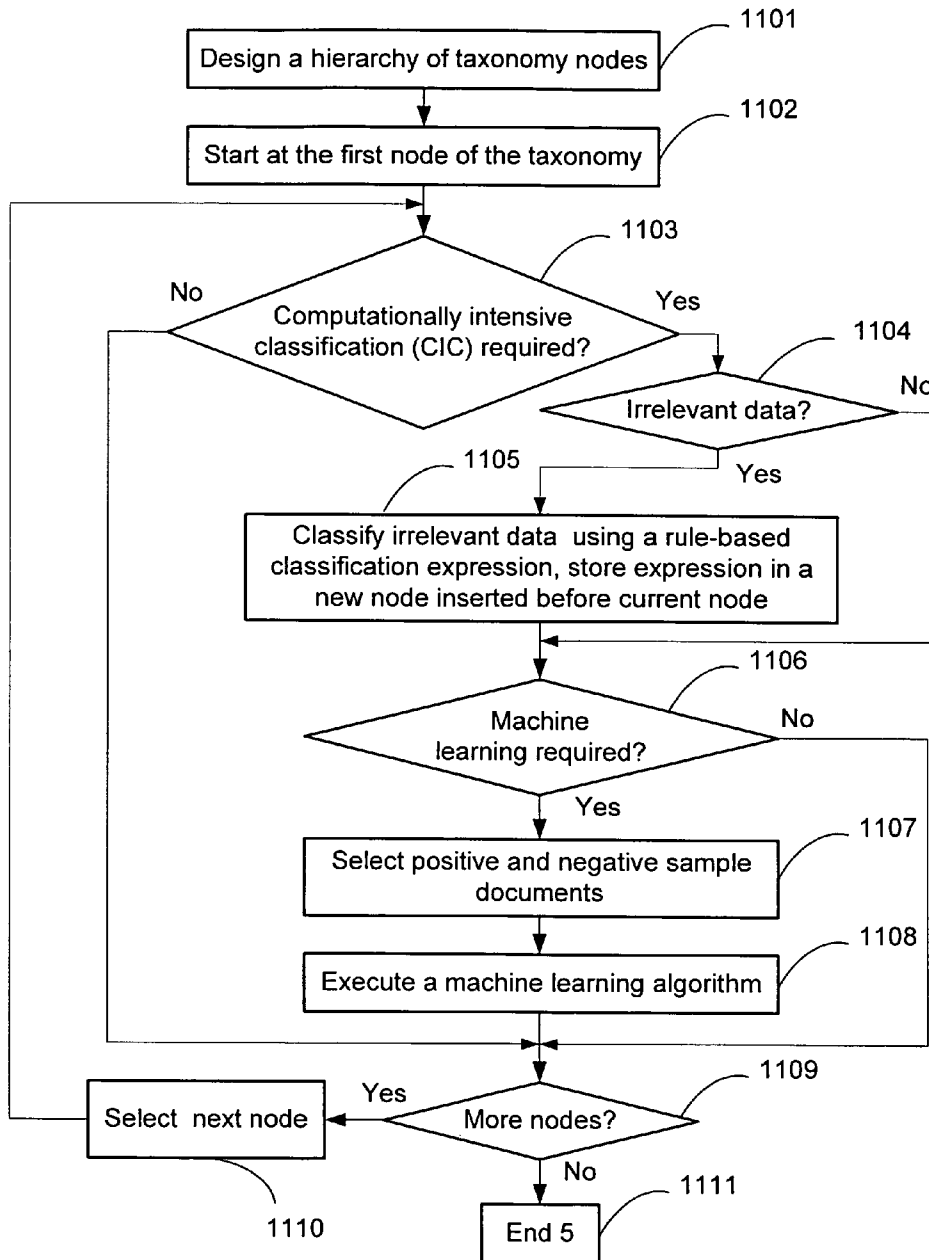 1101
Design a hierarchy of taxonomy nodes
1102
Start at the first node of the taxonomy
1103
No
Yes
Computationally intensive
classification (CIC) required?
1104
No
Irrelevant data?
1105
Yes
Classify irrelevant data using a rule-based
classification expression, store expression in a
new node inserted before current node
1106
Machine
learning required?
No
Yes
1107
Select positive and negative sample
documents
1108
Execute a machine learning algorithm
1109
Yes
Select next node
More nodes?
No
1110
1111
End 5